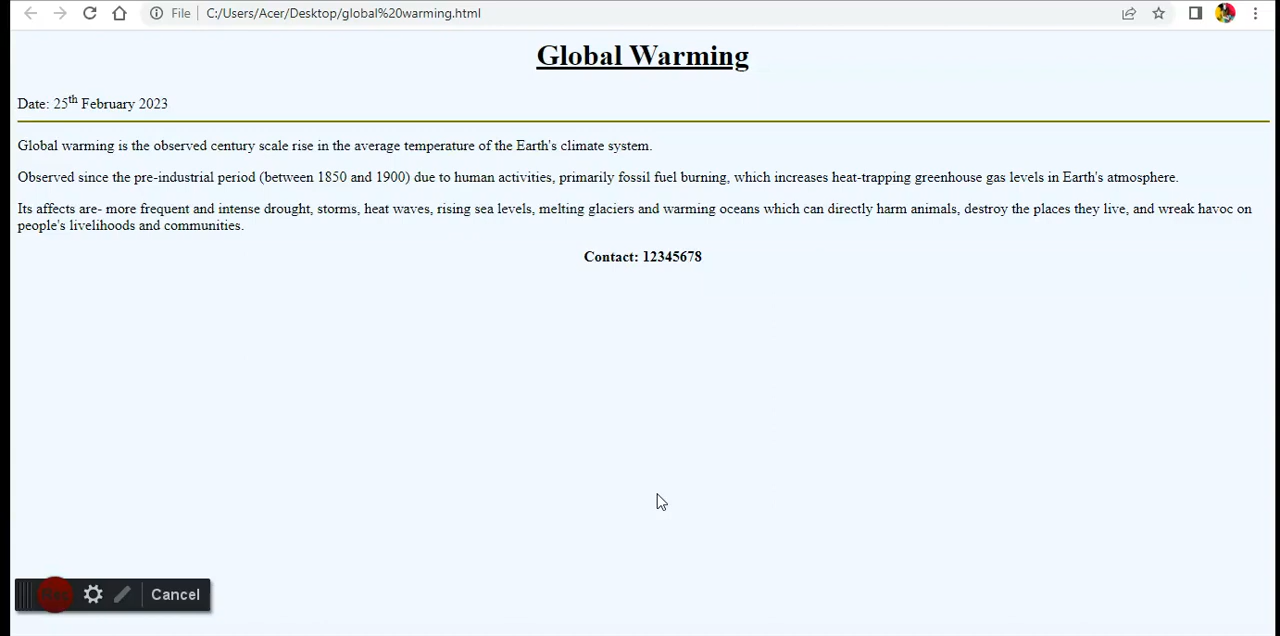 File C:/Users/Acer/Desktop/global%20warming.html
Global Warming
Date: 25th February 2023
Global warming is the observed century scale rise in the average temperature of the Earth's climate system.
Observed since the pre-industrial period (between 1850 and 1900) due to human activities, primarily fossil fuel burning, which increases heat-trapping greenhouse gas levels in Earth's atmosphere.
Its affects are- more frequent and intense drought, storms, heat waves, rising sea levels, melting glaciers and warming oceans which can directly harm animals, destroy the places they live, and wreak havoc on
people's livelihoods and communities.
Contact: 12345678
Rec Cancel